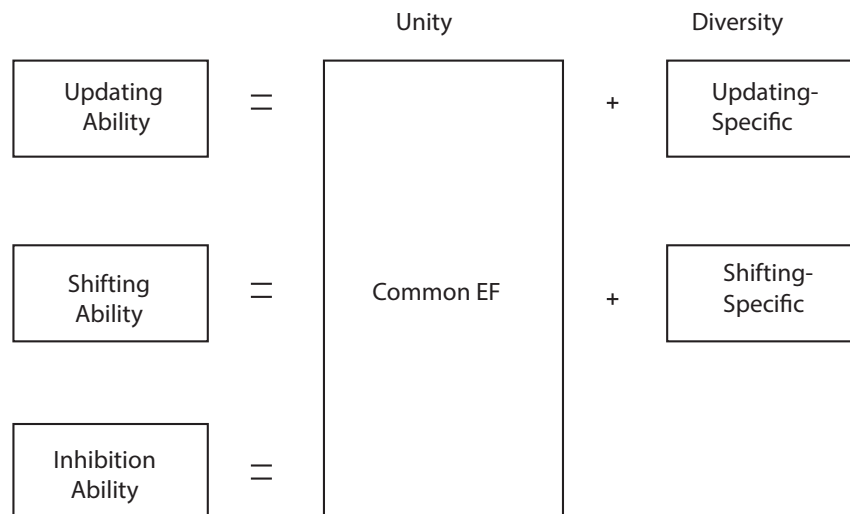 Unity
Diversity
Updating
Ability
=
+
Updating-
Specific
Shifting
Ability
=
Common EF
+
Shifting-
Specific
Inhibition
Ability
=